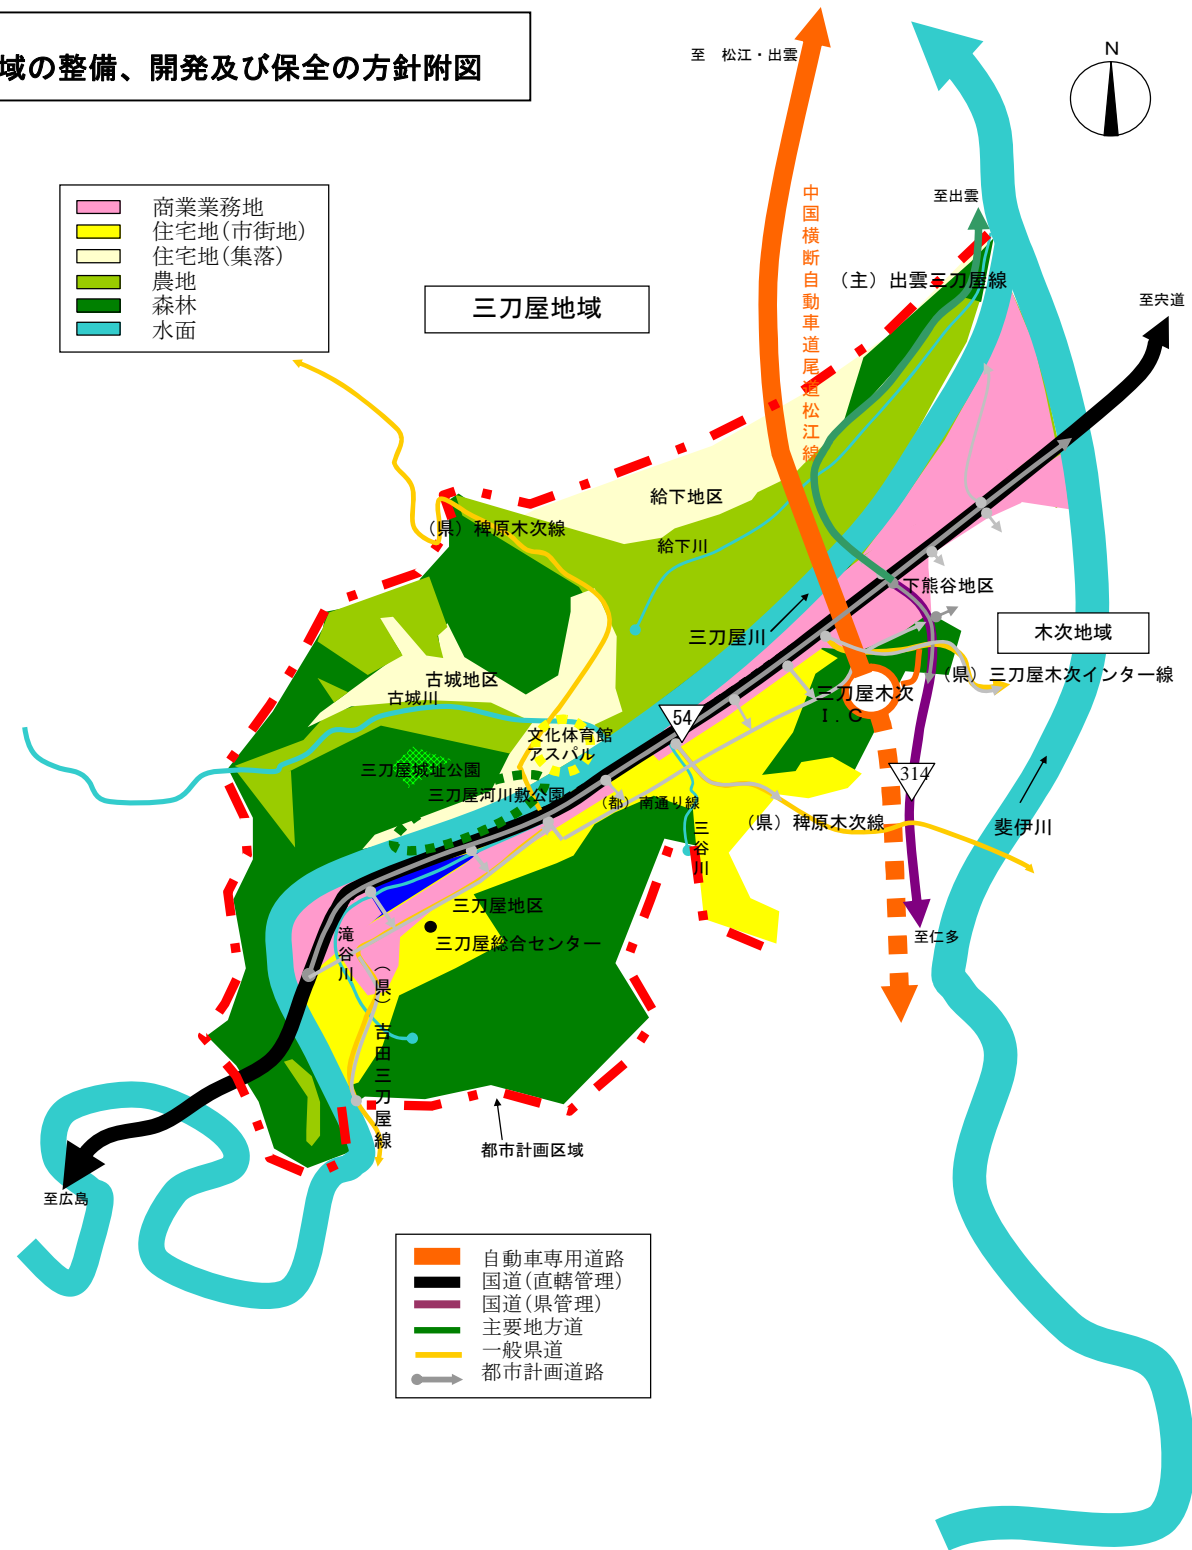 域の整備、開発及び保全の方針附図
至 松江・出雲
N
商業業務地
住宅地(市街地)
住宅地(集落)
農地
森林
水面
三刀屋地域
中国横断自動車道尾道松江線
至出雲
(主)出雲三刀屋線
至宍道
給下地区
(県)稗原木次線
給下川
下熊谷地区
三刀屋川
木次地域
古城地区
古城川
(県)三刀屋木次インター線
三刀屋木次
I.C
54
文化体育館
アスパル
三刀屋城址公園
314
三刀屋河川敷公園
(都)南通り線
(県)稗原木次線
三谷川
斐伊川
三刀屋地区
滝谷川
三刀屋総合センター
至仁多
(県)吉田三刀屋線
都市計画区域
至広島
自動車専用道路
国道(直轄管理)
国道(県管理)
主要地方道
一般県道
都市計画道路